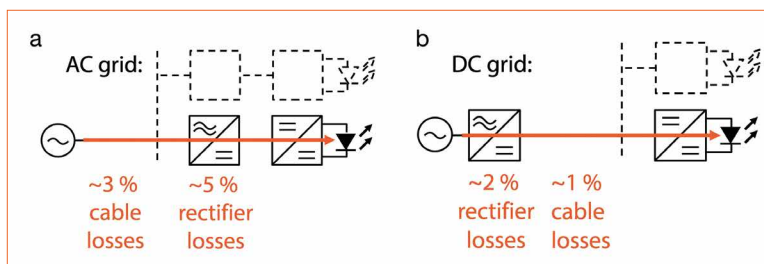 a
AC grid:
~3 %
cable
losses
~5 %
rectifier
losses
b
DC grid:
~2 %
rectifier
losses
~1 %
cable
losses